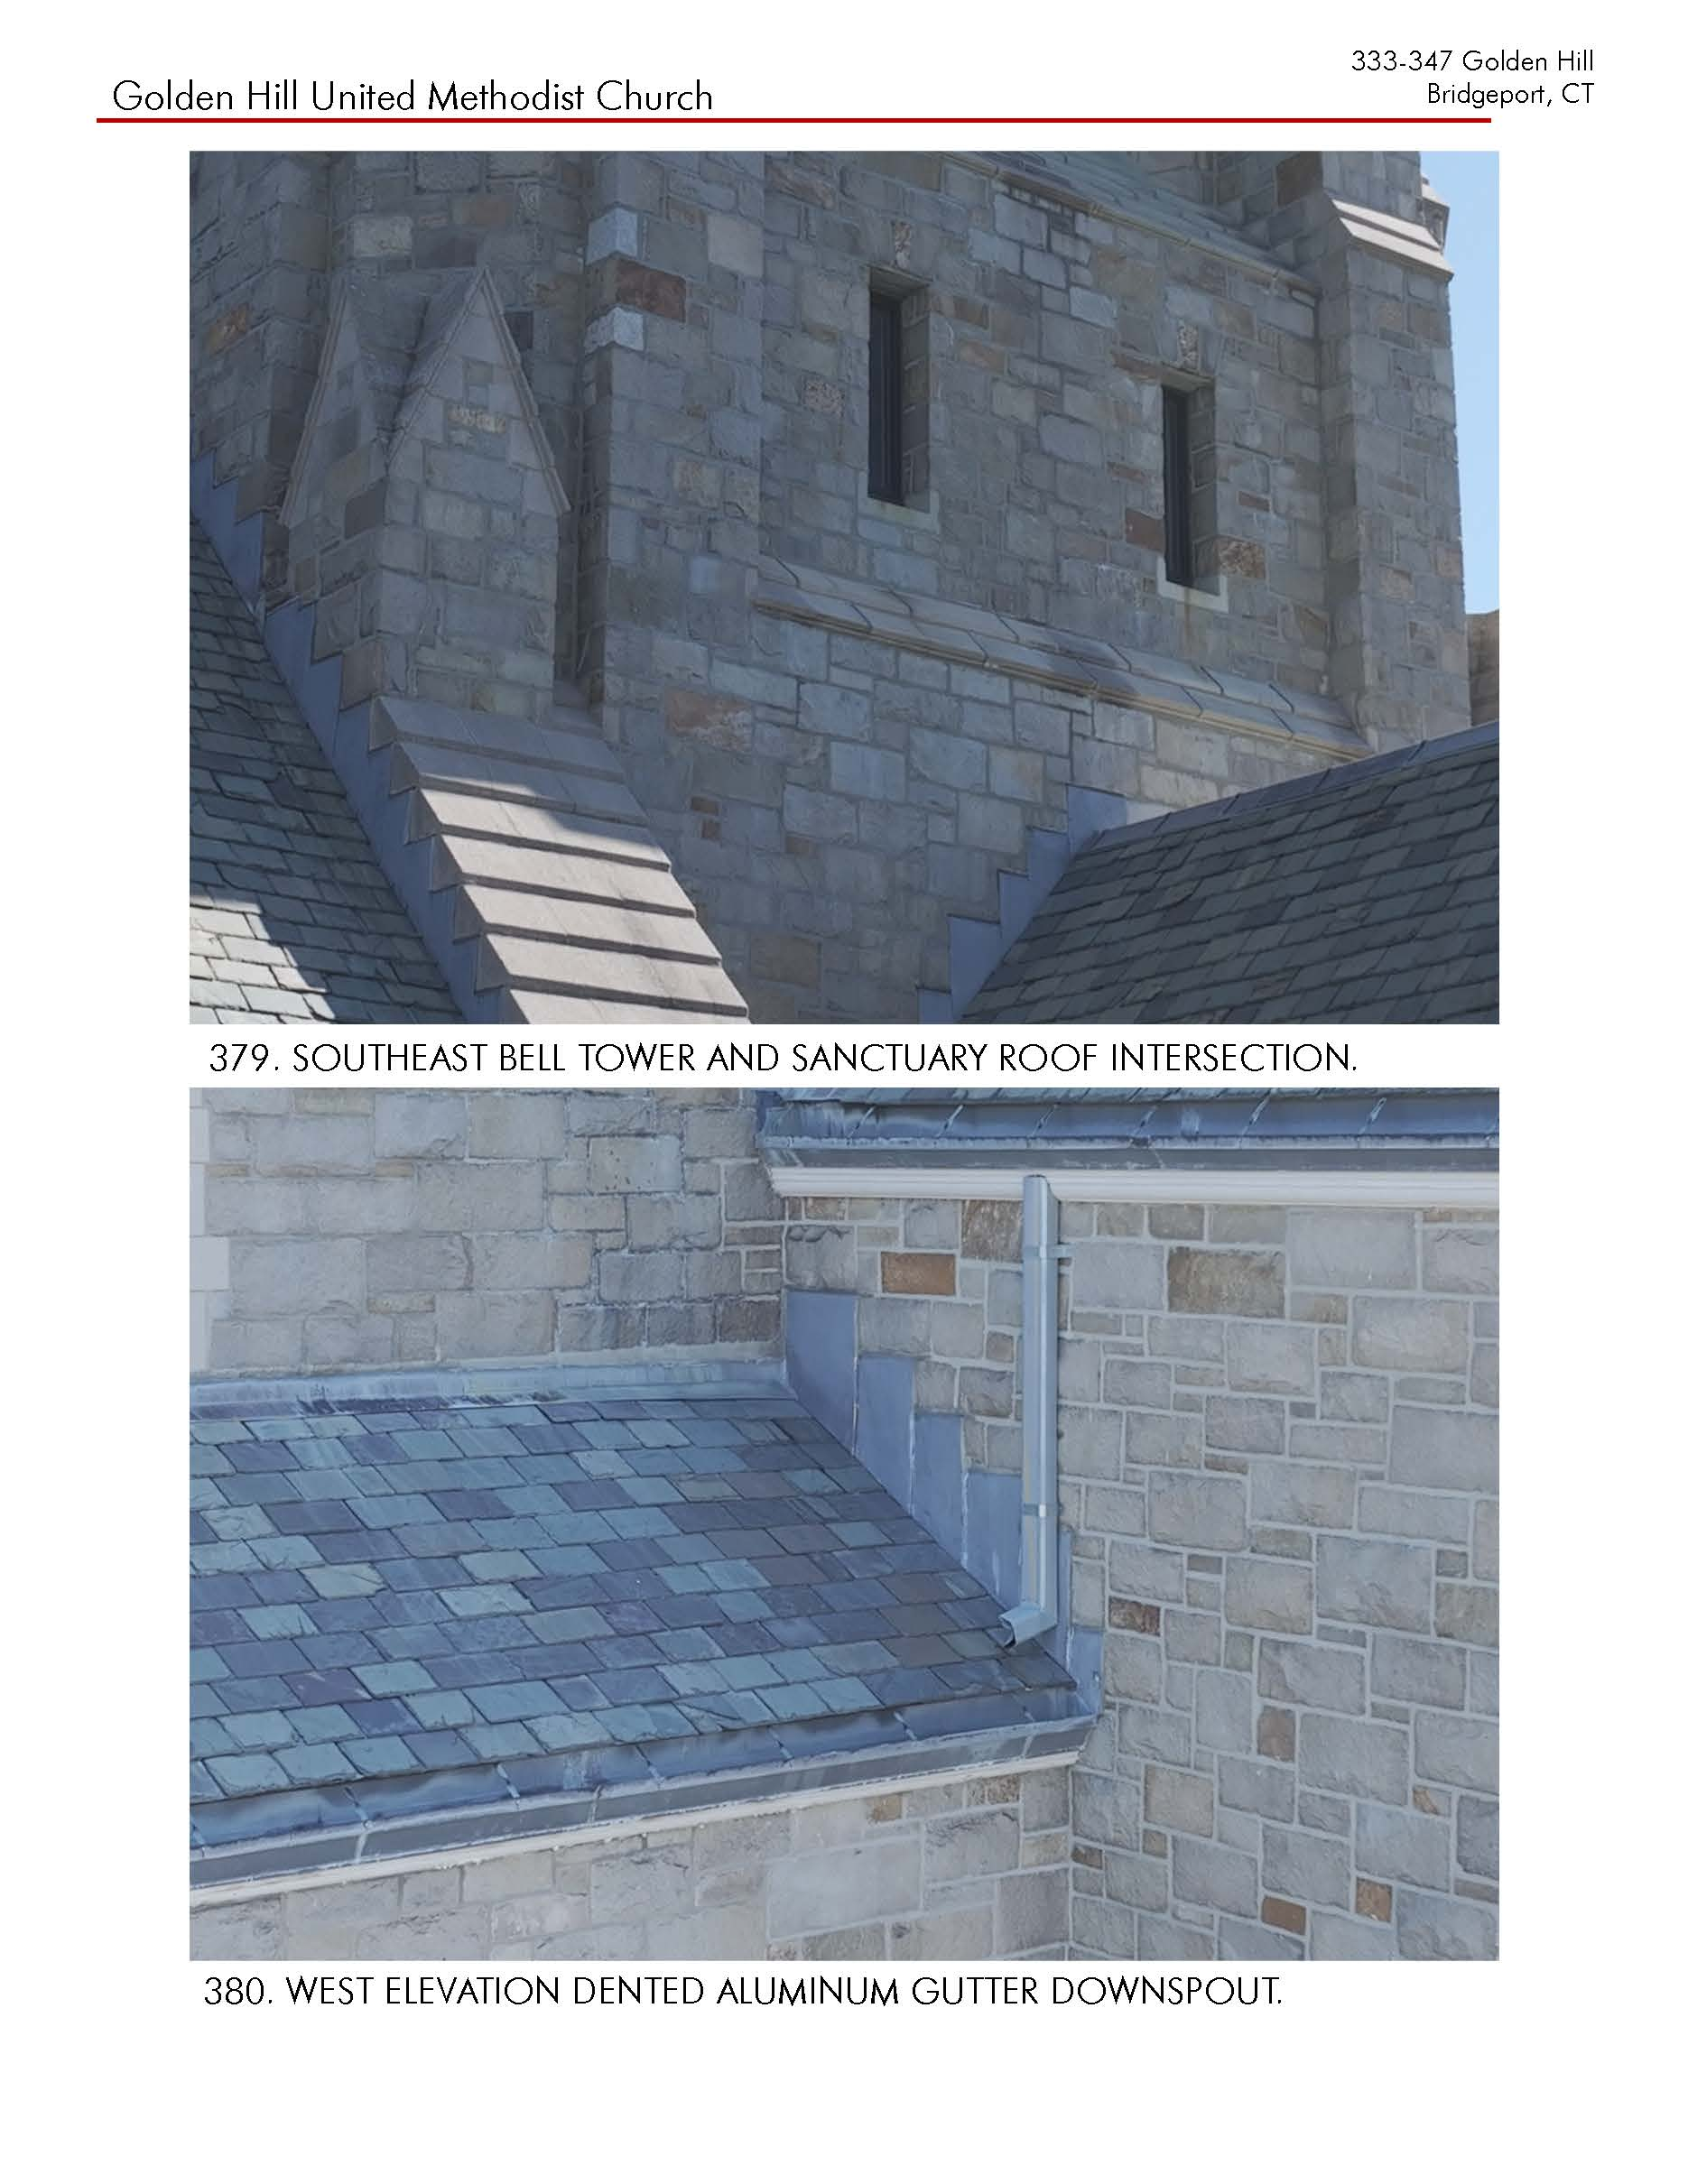 Golden Hill United Methodist Church
333-347 Golden Hill
Bridgeport, CT
379. SOUTHEAST BELL TOWER AND SANCTUARY ROOF INTERSECTION.
380. WEST ELEVATION DENTED ALUMINUM GUTTER DOWNSPOUT.